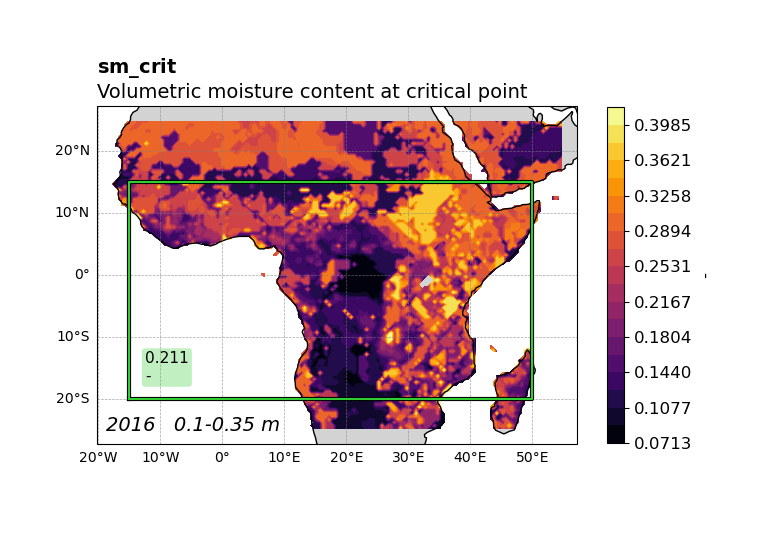 sm_crit
Volumetric moisture content at critical point
20°N
10°N
0°
10°S
20°S
0.211
-
2016   0.1-0.35 m
20°W 10°W 0° 10°E 20°E 30°E 40°E 50°E
0.3985
0.3621
0.3258
0.2894
0.2531
0.2167
0.1804
0.1440
0.1077
0.0713
-